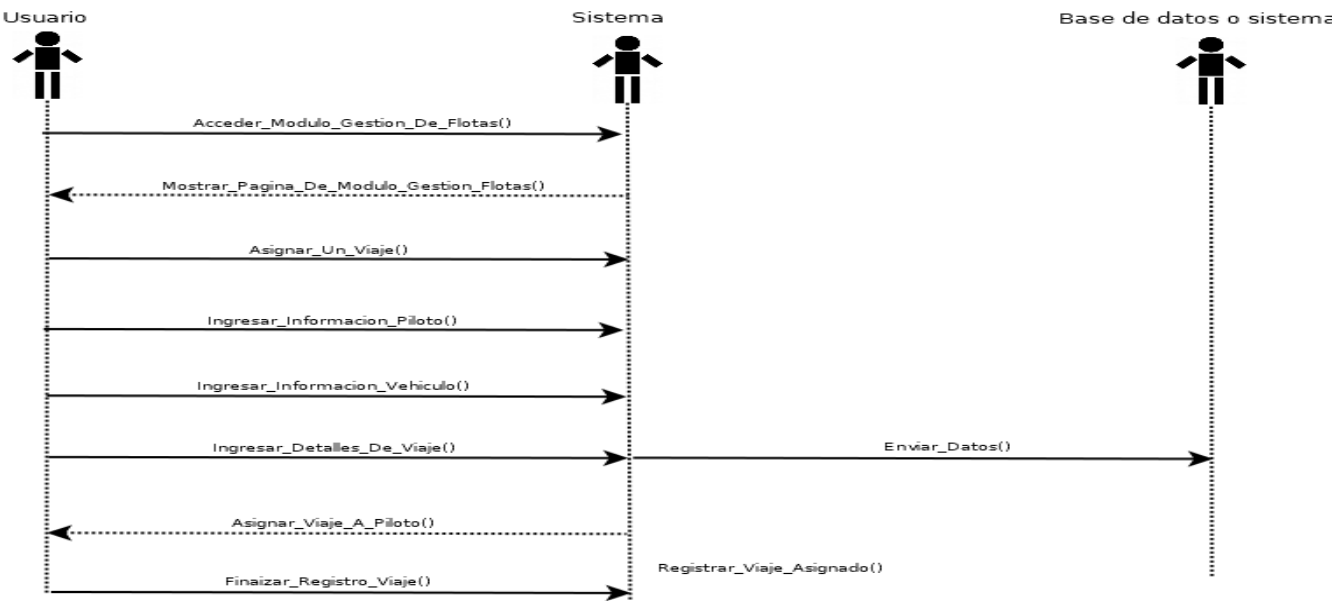 Usuario
Sistema
Base de datos o sistema
Acceder_Modulo_Gestion_De_Flotas()
Mostrar_Pagina_De_Modulo_Gestion_Flotas()
Asignar_Un_Viaje()
Ingresar_Informacion_Piloto()
Ingresar_Informacion_Vehiculo()
Ingresar_Detalles_De_Viaje()
Enviar_Datos()
Asignar_Viaje_A_Piloto()
Registrar_Viaje_Asignado()
Finaizar_Registro_Viaje()